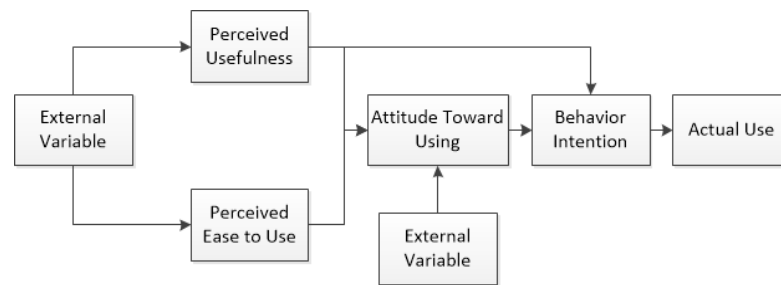 Perceived
Usefulness
External
Variable
Attitude Toward
Using
Behavior
Intention
Actual Use
Perceived
Ease to Use
External
Variable